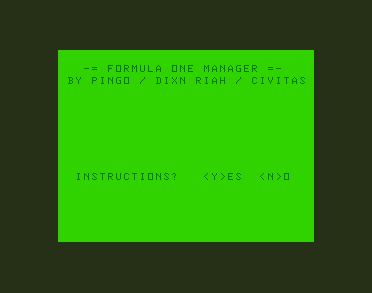 -= FORMULA ONE MANAGER =-
BY PINGO / DIXN RIAH / CIVITAS
INSTRUCTIONS? <Y>ES <N>O